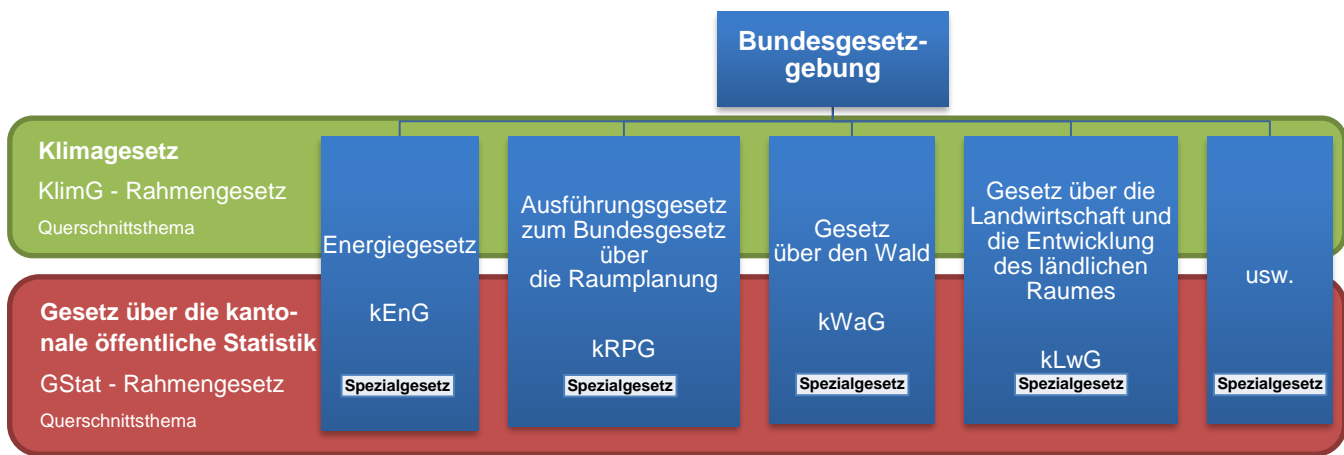 Bundesgesetz-
gebung
Klimagesetz
KlimG - Rahmengesetz
Querschnittsthema
Gesetz über die kanto-
nale öffentliche Statistik
GStat - Rahmengesetz
Querschnittsthema
Energiegesetz
kEnG
Spezialgesetz
Ausführungsgesetz
zum Bundesgesetz
über
die Raumplanung
kRPG
Spezialgesetz
Gesetz
über den Wald
kWaG
Spezialgesetz
Gesetz über die
Landwirtschaft und
die Entwicklung
des ländlichen
Raumes
kLwG
Spezialgesetz
usw.
Spezialgesetz